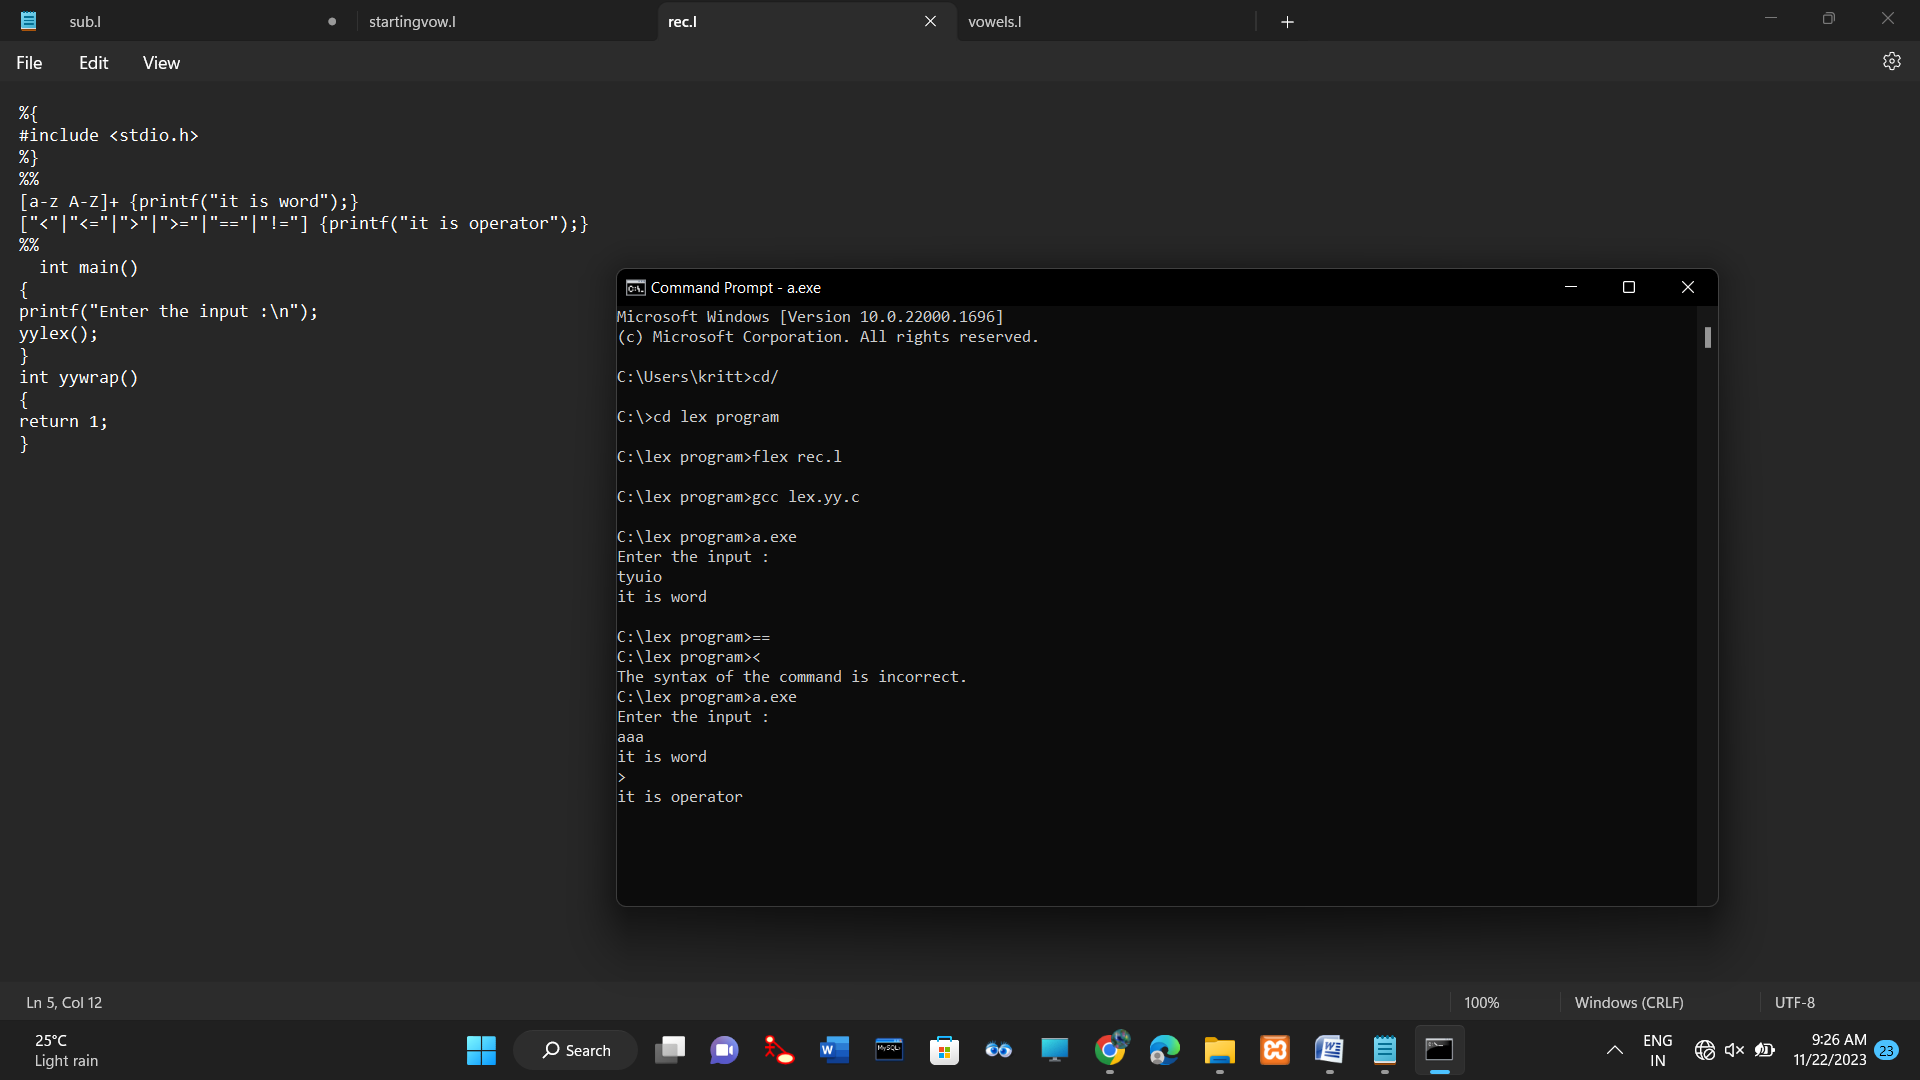 sub.l
startingvow.l
rec.l
vowels.l
File Edit View
%{
#include <stdio.h>
%}
%%
[a-z A-Z]+ {printf("it is word");}
["<"|"<="|">"|">="|"=="|"!="] {printf("it is operator");}
%%
  int main()
{
printf("Enter the input :\n");
yylex();
}
int yywrap()
{
return 1;
}
Command Prompt - a.exe
Microsoft Windows [Version 10.0.22000.1696]
(c) Microsoft Corporation. All rights reserved.
C:\Users\kritt>cd/
C:\>cd lex program
C:\lex program>flex rec.l
C:\lex program>gcc lex.yy.c
C:\lex program>a.exe
Enter the input :
tyuio
it is word
C:\lex program>==
C:\lex program><
The syntax of the command is incorrect.
C:\lex program>a.exe
Enter the input :
aaa
it is word
>
it is operator
Ln 5, Col 12
100%
Windows (CRLF)
UTF-8
25°C
Light rain
Search
MySQL
ENG
IN
9:26 AM
11/22/2023
23